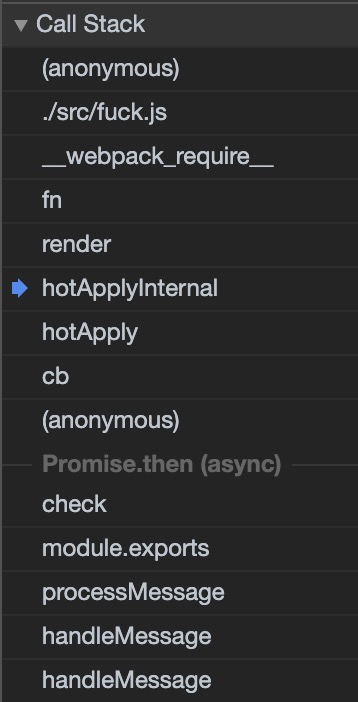 Call Stack
(anonymous)
./src/fuck.js
__webpack_require__
fn
render
hotApplyInternal
hotApply
cb
(anonymous)
Promise.then (async)
check
module.exports
processMessage
handleMessage
handleMessage